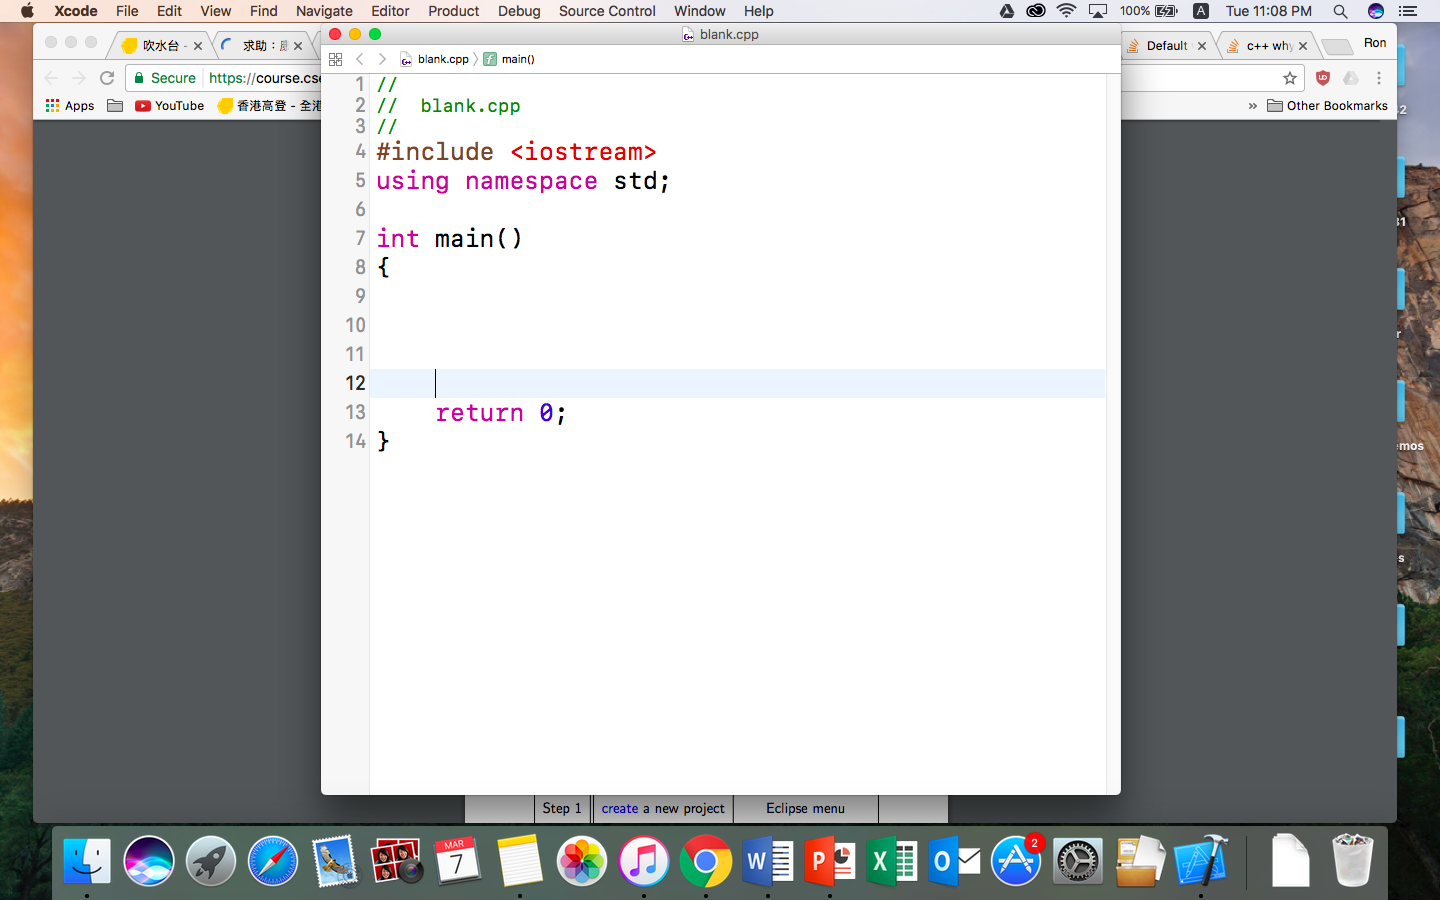 Xcode File Edit View Find Navigate Editor Product Debug Source Control Window Help 100% A Tue 11:08 PM
吹水台 - 求助：
blank.cpp
Default c++ why Ron
Secure https://course.cse
blank.cpp main()
Apps YouTube 香港高登 - 全港
» Other Bookmarks
1 //
2 // blank.cpp
3 //
4 #include <iostream>
5 using namespace std;
6
7 int main()
8 {
9
10
11
12
13 return 0;
14 }
Step 1 create a new project Eclipse menu
MAR
7
2